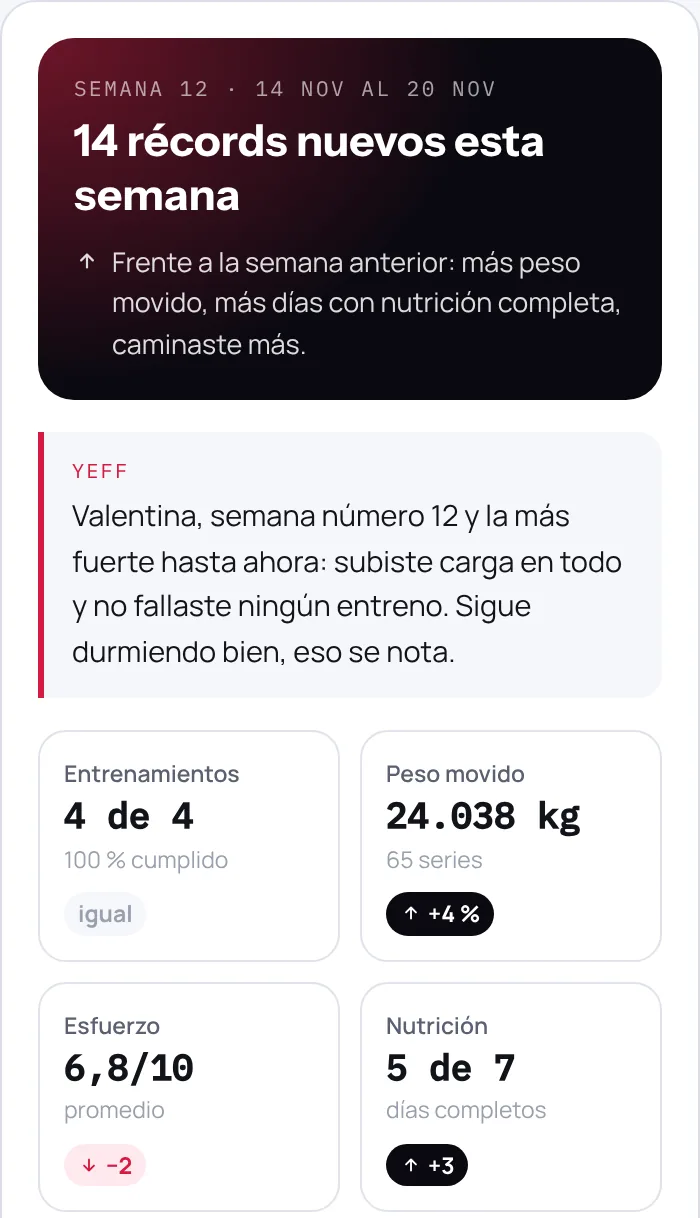 SEMANA 12 · 14 NOV AL 20 NOV
14 récords nuevos esta
semana
↑ Frente a la semana anterior: más peso
movido, más días con nutrición completa,
caminaste más.
YEFF
Valentina, semana número 12 y la más
fuerte hasta ahora: subiste carga en todo
y no fallaste ningún entreno. Sigue
durmiendo bien, eso se nota.
Entrenamientos
4 de 4
100 % cumplido
igual
Peso movido
24.038 kg
65 series
↑ +4 %
Esfuerzo
6,8/10
promedio
↓ −2
Nutrición
5 de 7
días completos
↑ +3